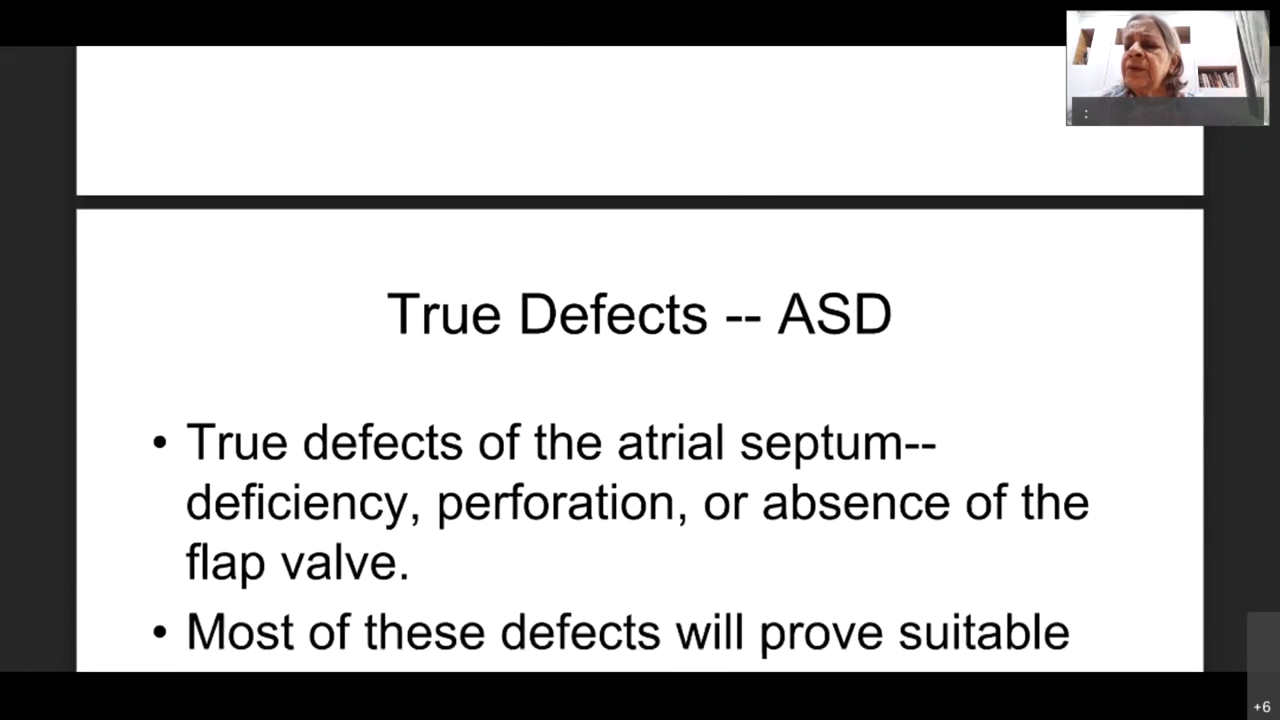 :
True Defects -- ASD
• True defects of the atrial septum--
deficiency, perforation, or absence of the
flap valve.
• Most of these defects will prove suitable
+6